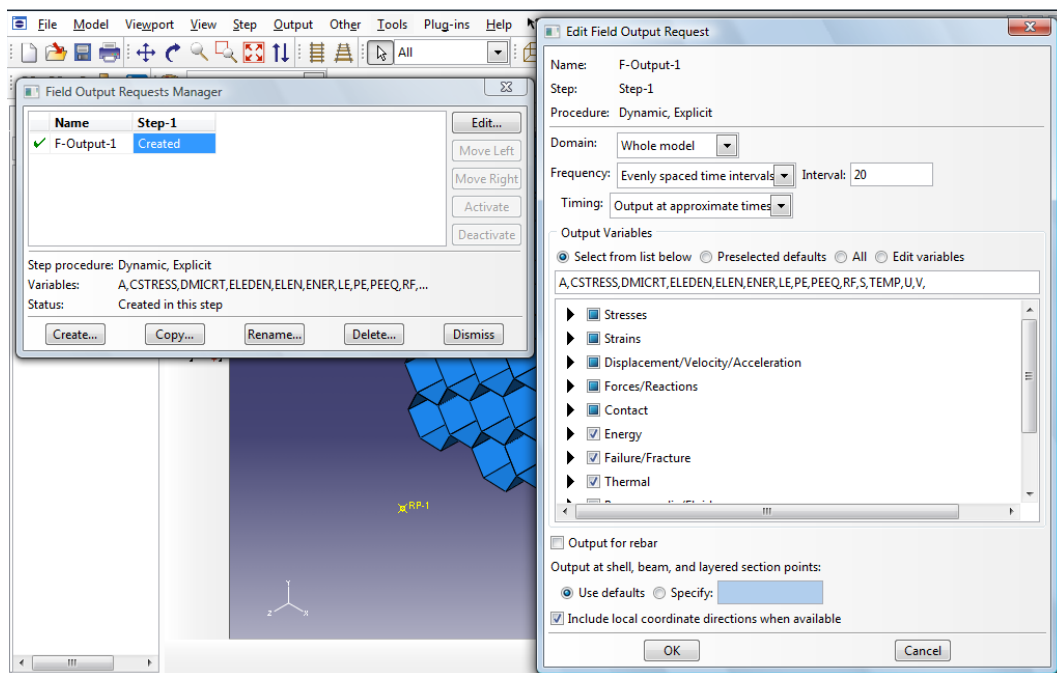 File Model Viewport View Step Output Other Tools Plug-ins Help
All
Field Output Requests Manager
Name Step-1
F-Output-1 Created
Edit...
Move Left
Move Right
Activate
Deactivate
Step procedure: Dynamic, Explicit
Variables: A,CSTRESS,DMICRT,ELEDEN,ELEN,ENER,LE,PE,PEEQ,RF,...
Status: Created in this step
Create... Copy... Rename... Delete... Dismiss
RP-1
Y
Z X
Edit Field Output Request
Name: F-Output-1
Step: Step-1
Procedure: Dynamic, Explicit
Domain: Whole model
Frequency: Evenly spaced time intervals Interval: 20
Timing: Output at approximate times
Output Variables
Select from list below Preselected defaults All Edit variables
A,CSTRESS,DMICRT,ELEDEN,ELEN,ENER,LE,PE,PEEQ,RF,S,TEMP,U,V,
Stresses
Strains
Displacement/Velocity/Acceleration
Forces/Reactions
Contact
Energy
Failure/Fracture
Thermal
Output for rebar
Output at shell, beam, and layered section points:
Use defaults Specify:
Include local coordinate directions when available
OK Cancel